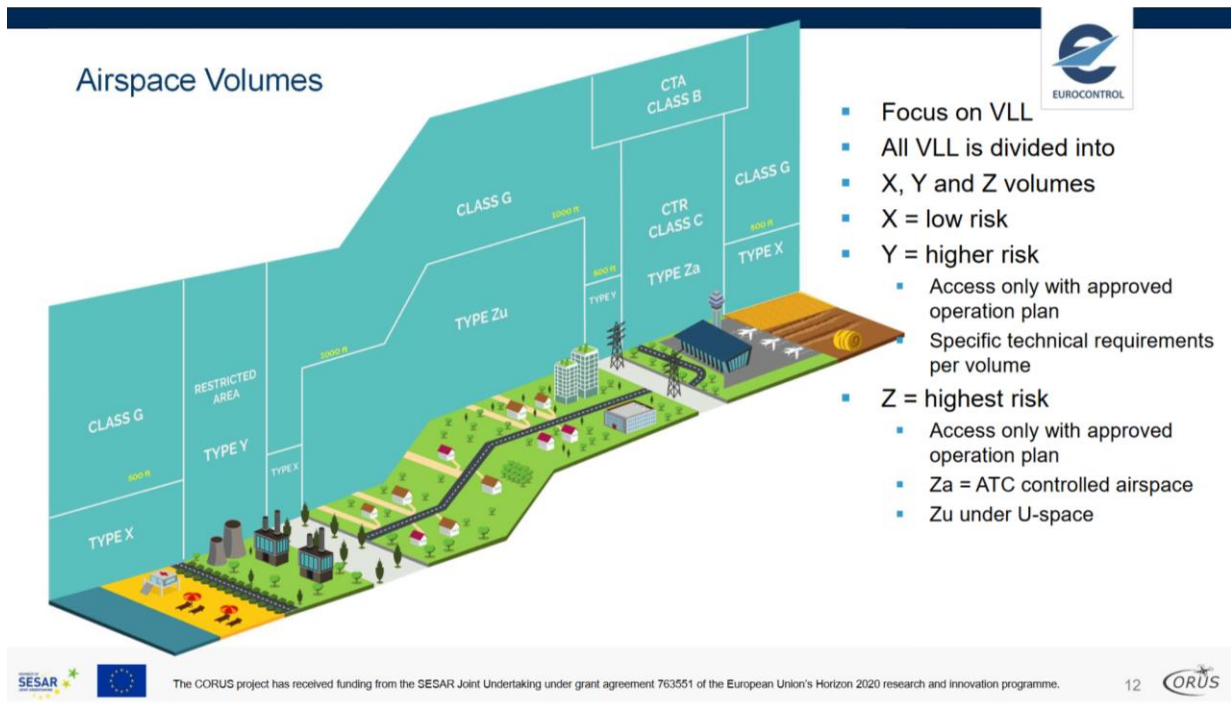 Airspace Volumes
EUROCONTROL
CTA
CLASS B
CLASS G
1000 ft
CTR
CLASS C
TYPE Za
CLASS G
500 ft
TYPE X
500 ft
TYPE Y
TYPE Zu
1000 ft
RESTRICTED
AREA
TYPE Y
TYPE X
CLASS G
500 ft
TYPE X
Focus on VLL
All VLL is divided into
X, Y and Z volumes
X = low risk
Y = higher risk
Access only with approved
operation plan
Specific technical requirements
per volume
Z = highest risk
Access only with approved
operation plan
Za = ATC controlled airspace
Zu under U-space
SESAR
JOINT UNDERTAKING
The CORUS project has received funding from the SESAR Joint Undertaking under grant agreement 763551 of the European Union's Horizon 2020 research and innovation programme.
12
CORUS